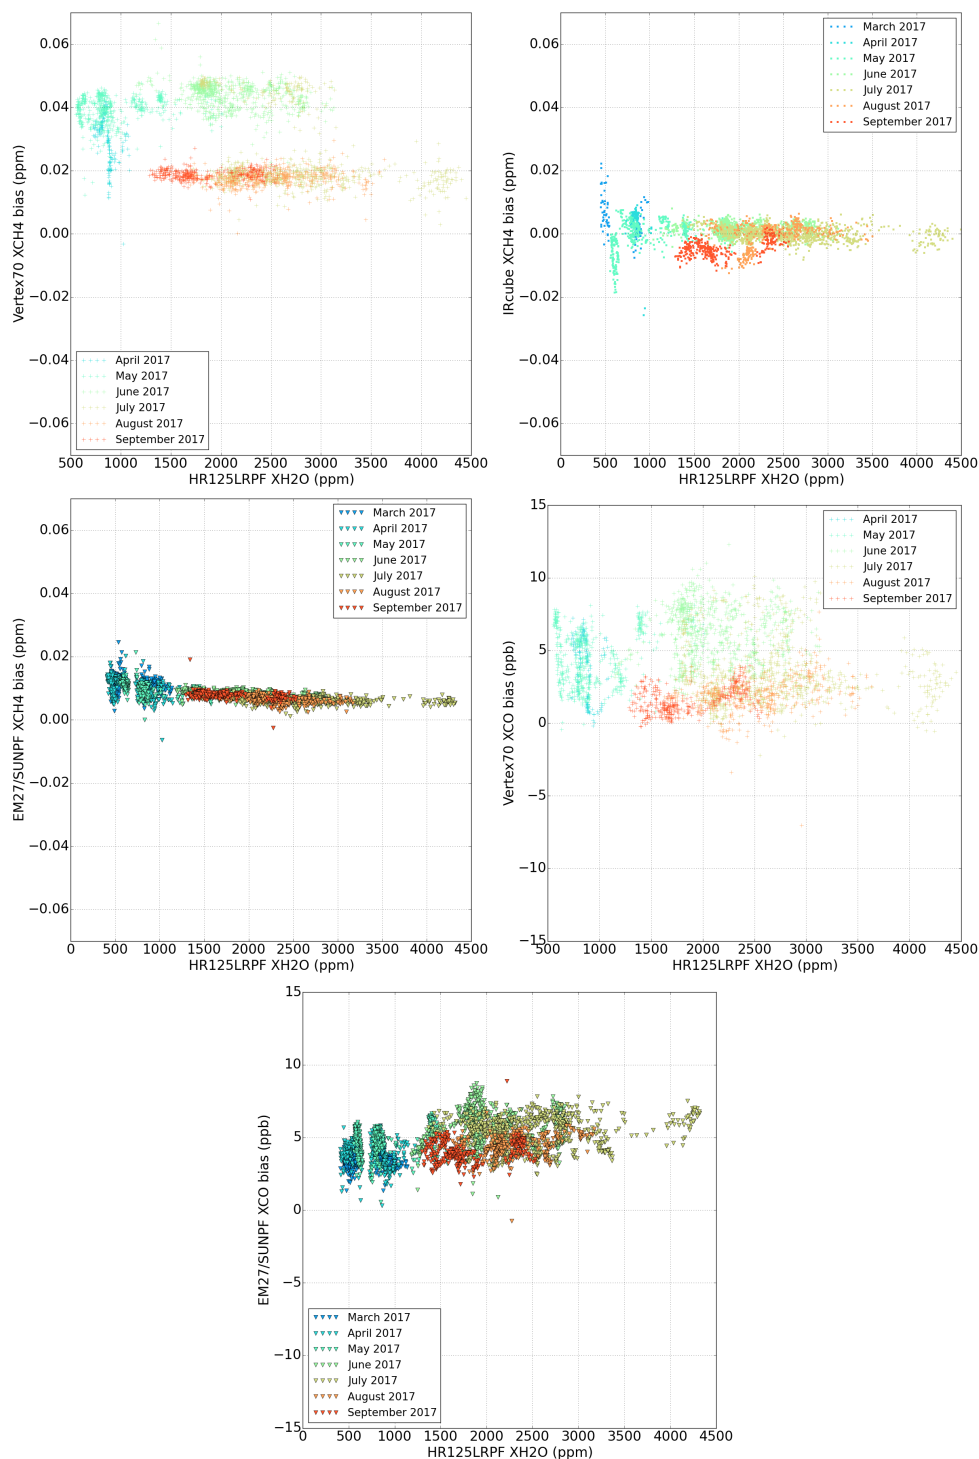 0.06
0.04
0.02
0.00
−0.02
−0.04
−0.06
Vertex70 XCH4 bias (ppm)
April 2017
May 2017
June 2017
July 2017
August 2017
September 2017
500 1000 1500 2000 2500 3000 3500 4000 4500
HR125LRPF XH2O (ppm)
0.06
0.04
0.02
0.00
−0.02
−0.04
−0.06
IRcube XCH4 bias (ppm)
March 2017
April 2017
May 2017
June 2017
July 2017
August 2017
September 2017
0 500 1000 1500 2000 2500 3000 3500 4000 4500
HR125LRPF XH2O (ppm)
0.06
0.04
0.02
0.00
−0.02
−0.04
−0.06
EM27/SUNPF XCH4 bias (ppm)
March 2017
April 2017
May 2017
June 2017
July 2017
August 2017
September 2017
0 500 1000 1500 2000 2500 3000 3500 4000 4500
HR125LRPF XH2O (ppm)
15
10
5
0
−5
−10
−15
Vertex70 XCO bias (ppb)
April 2017
May 2017
June 2017
July 2017
August 2017
September 2017
500 1000 1500 2000 2500 3000 3500 4000 4500
HR125LRPF XH2O (ppm)
15
10
5
0
−5
−10
−15
EM27/SUNPF XCO bias (ppb)
March 2017
April 2017
May 2017
June 2017
July 2017
August 2017
September 2017
0 500 1000 1500 2000 2500 3000 3500 4000 4500
HR125LRPF XH2O (ppm)